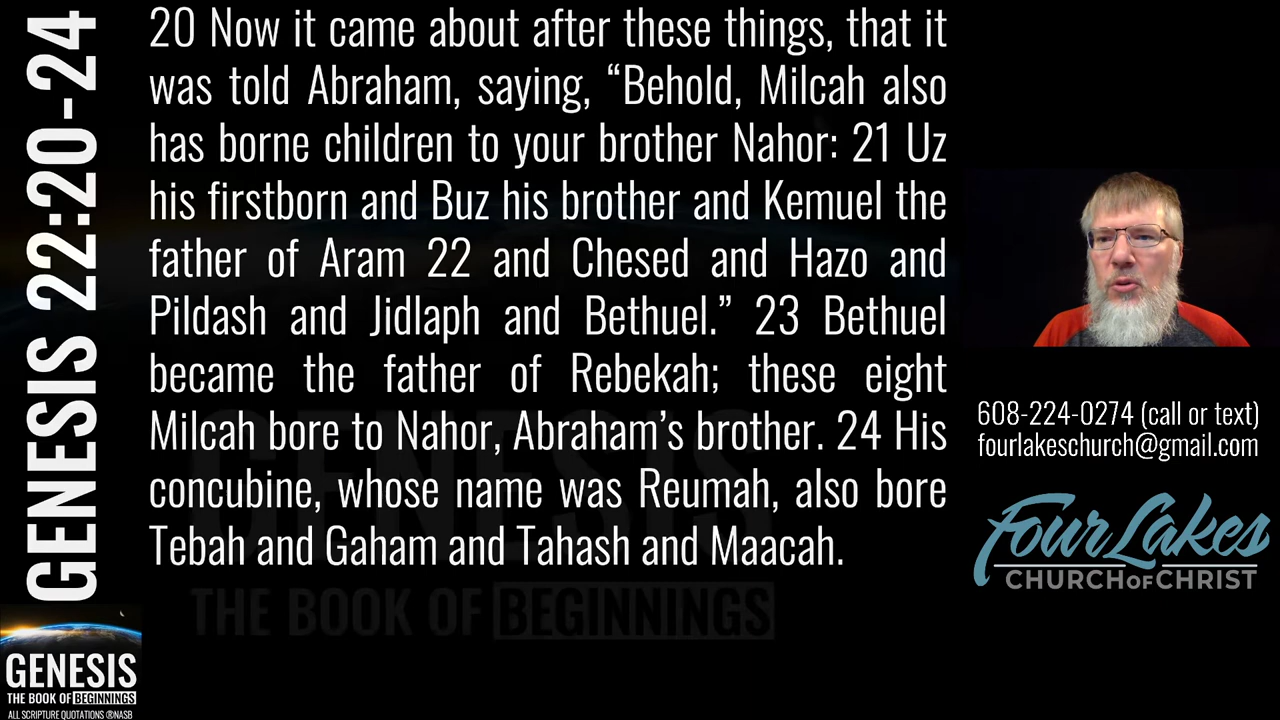 GENESIS 22:20-24
20 Now it came about after these things, that it
was told Abraham, saying, “Behold, Milcah also
has borne children to your brother Nahor: 21 Uz
his firstborn and Buz his brother and Kemuel the
father of Aram 22 and Chesed and Hazo and
Pildash and Jidlaph and Bethuel.” 23 Bethuel
became the father of Rebekah; these eight
Milcah bore to Nahor, Abraham’s brother. 24 His
concubine, whose name was Reumah, also bore
Tebah and Gaham and Tahash and Maacah.
GENESIS
THE BOOK OF BEGINNINGS
608-224-0274 (call or text)
fourlakeschurch@gmail.com
Four Lakes
CHURCH OF CHRIST
GENESIS
THE BOOK OF BEGINNINGS
ALL SCRIPTURE QUOTATIONS ®NASB